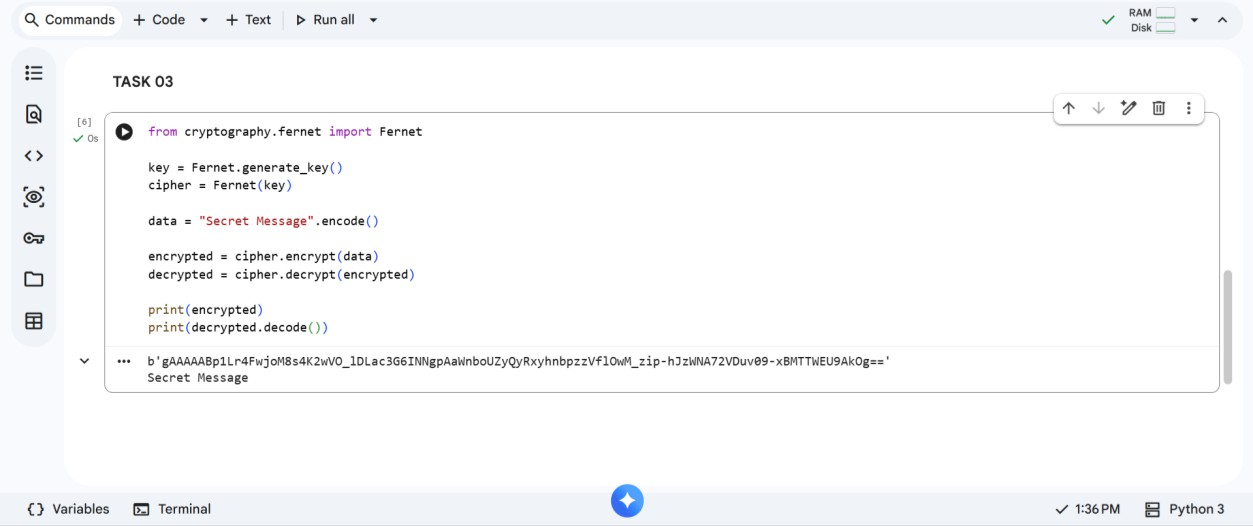 Commands + Code + Text Run all RAM
Disk
TASK 03
[6]
0s
from cryptography.fernet import Fernet
key = Fernet.generate_key()
cipher = Fernet(key)
data = "Secret Message".encode()
encrypted = cipher.encrypt(data)
decrypted = cipher.decrypt(encrypted)
print(encrypted)
print(decrypted.decode())
b'gAAAAABp1Lr4FwjoM8s4K2wVO_lDLac3G6INNgpAaWnboUZyQyRxyhnbpzzVflOwM_zip-hJzWNA72VDuv09-xBMTTWEU9AkOg=='
Secret Message
{} Variables Terminal 1:36 PM Python 3